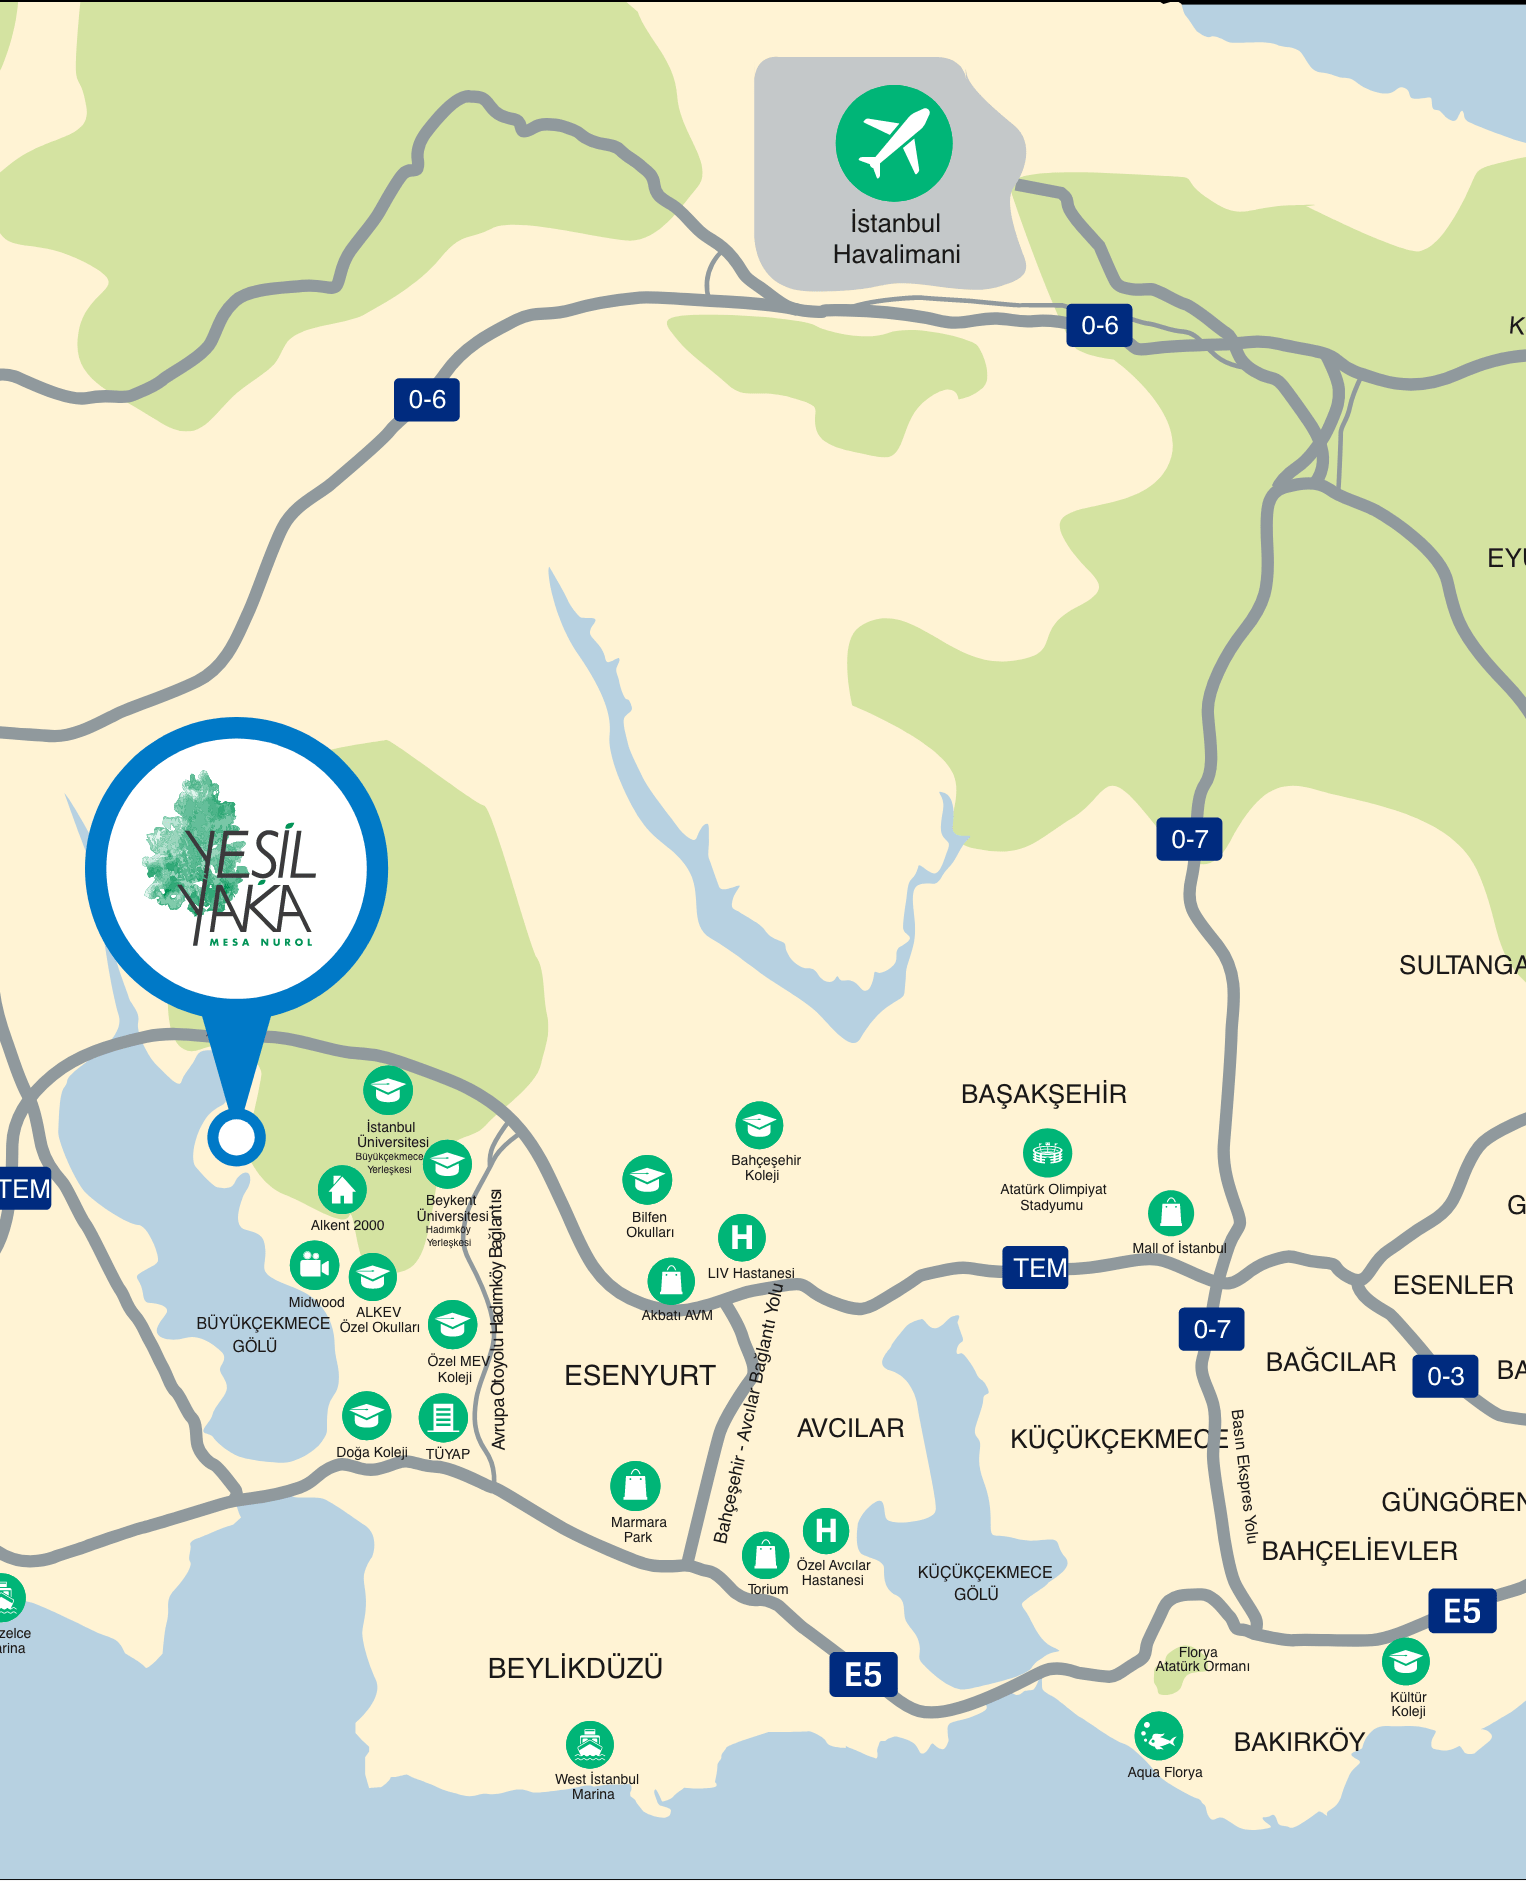 İstanbul
Havalimani
0-6
K
0-6
EYÜ
0-7
YEŞİL
YAKA
MESA NUROL
SULTANGA
BAŞAKŞEHİR
İstanbul
Üniversitesi
Büyükçekmece
Yerleşkesi
Bahçeşehir
Koleji
TEM
Alkent 2000
Beykent
Üniversitesi
Hadımköy
Yerleşkesi
Avrupa Otoyolu Hadımköy Bağlantısı
Bilfen
Okulları
H
LIV Hastanesi
Atatürk Olimpiyat
Stadyumu
Mall of İstanbul
G
TEM
Midwood
ALKEV
Özel Okulları
Akbatı AVM
ESENLER
BÜYÜKÇEKMECE
GÖLÜ
0-7
Özel MEV
Koleji
ESENYURT
Bahçeşehir - Avcılar Bağlantı Yolu
BAĞCILAR
0-3
BA
AVCILAR
KÜÇÜKÇEKMECE
Basın Ekspres Yolu
Doğa Koleji
TÜYAP
GÜNGÖREN
Marmara
Park
H
Özel Avcılar
Hastanesi
Torium
BAHÇELİEVLER
KÜÇÜKÇEKMECE
GÖLÜ
E5
zelce
arina
BEYLİKDÜZÜ
E5
Florya
Atatürk Ormanı
Kültür
Koleji
BAKIRKÖY
West İstanbul
Marina
Aqua Florya